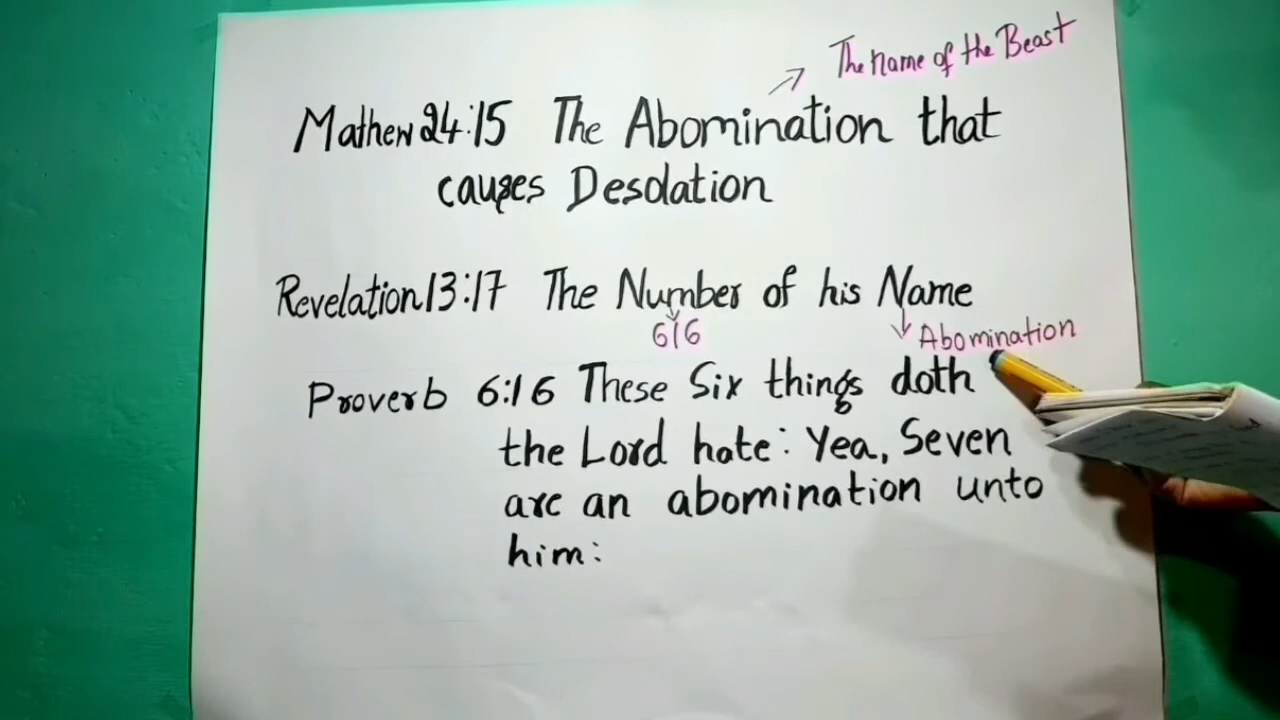 The name of the Beast
Mathew 24:15 The Abomination that
causes Desolation
Revelation 13:17 The Number of his Name
616
Abomination
Proverb 6:16 These Six things doth
the Lord hate: Yea, Seven
are an abomination unto
him: